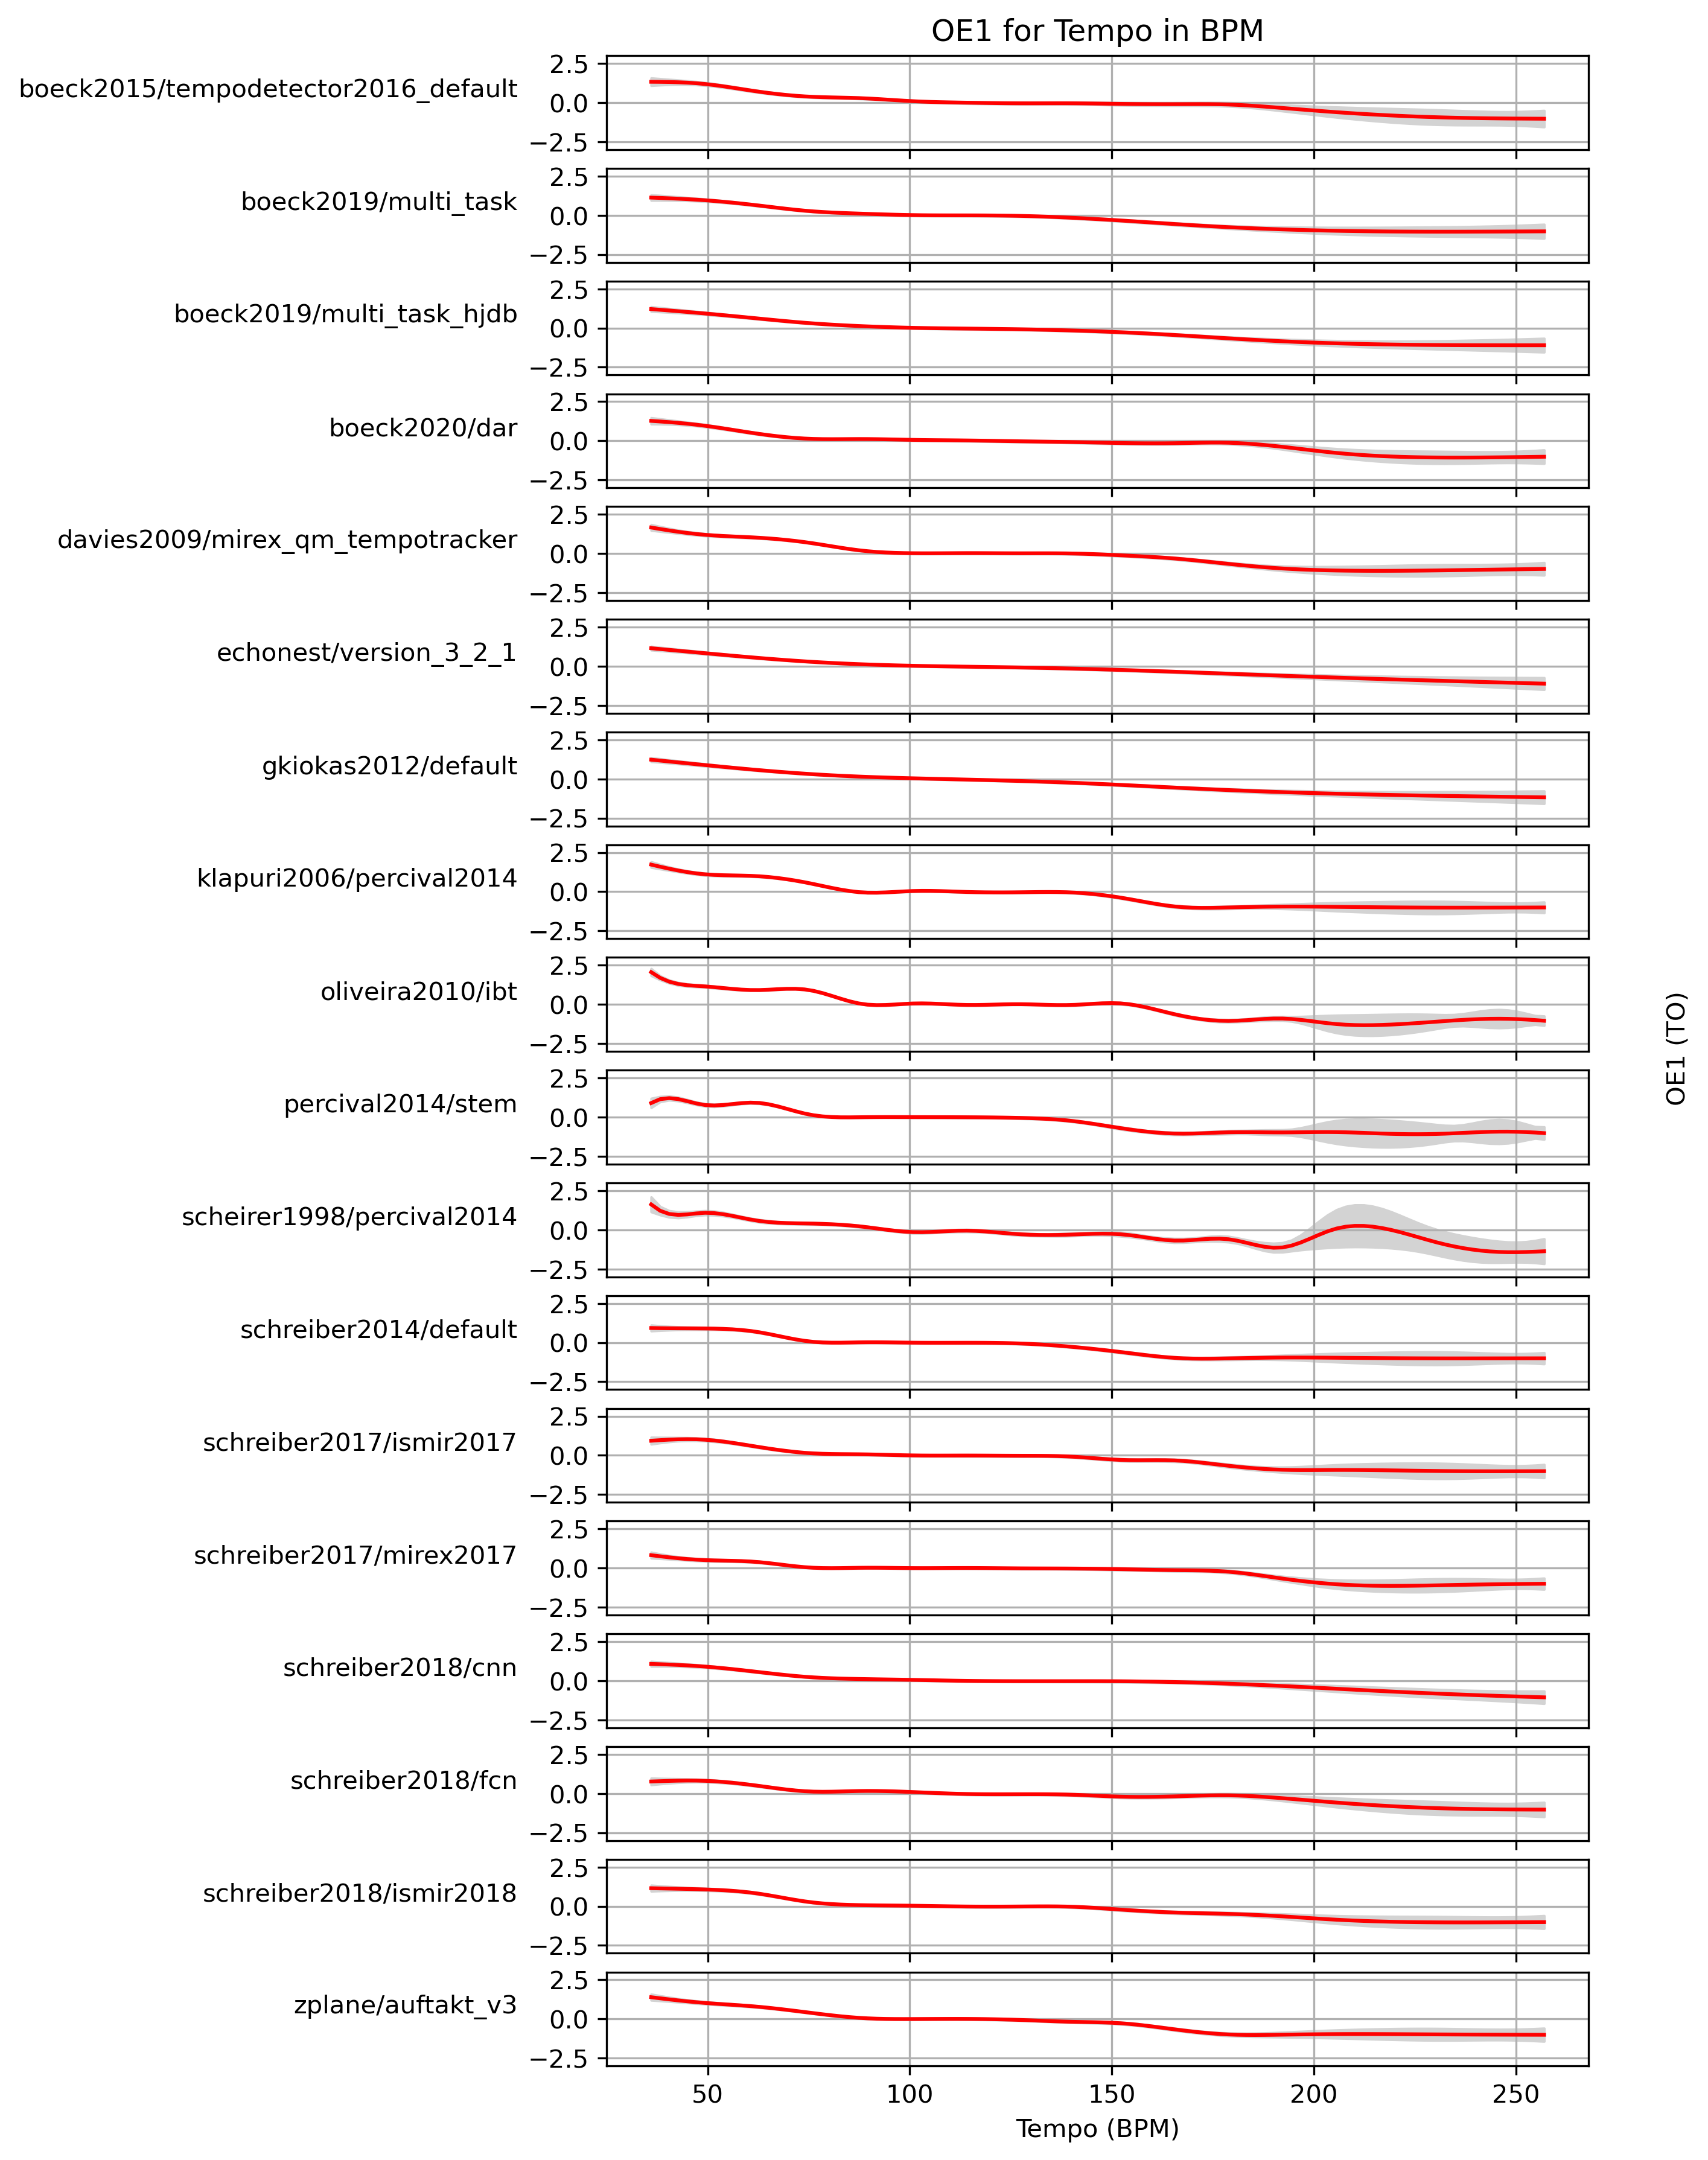 OE1 for Tempo in BPM
boeck2015/tempodetector2016_default
2.5
0.0
−2.5
boeck2019/multi_task
2.5
0.0
−2.5
boeck2019/multi_task_hjdb
2.5
0.0
−2.5
boeck2020/dar
2.5
0.0
−2.5
davies2009/mirex_qm_tempotracker
2.5
0.0
−2.5
echonest/version_3_2_1
2.5
0.0
−2.5
gkiokas2012/default
2.5
0.0
−2.5
klapuri2006/percival2014
2.5
0.0
−2.5
oliveira2010/ibt
2.5
0.0
−2.5
percival2014/stem
2.5
0.0
−2.5
scheirer1998/percival2014
2.5
0.0
−2.5
schreiber2014/default
2.5
0.0
−2.5
schreiber2017/ismir2017
2.5
0.0
−2.5
schreiber2017/mirex2017
2.5
0.0
−2.5
schreiber2018/cnn
2.5
0.0
−2.5
schreiber2018/fcn
2.5
0.0
−2.5
schreiber2018/ismir2018
2.5
0.0
−2.5
zplane/auftakt_v3
2.5
0.0
−2.5
50 100 150 200 250
Tempo (BPM)
OE1 (TO)